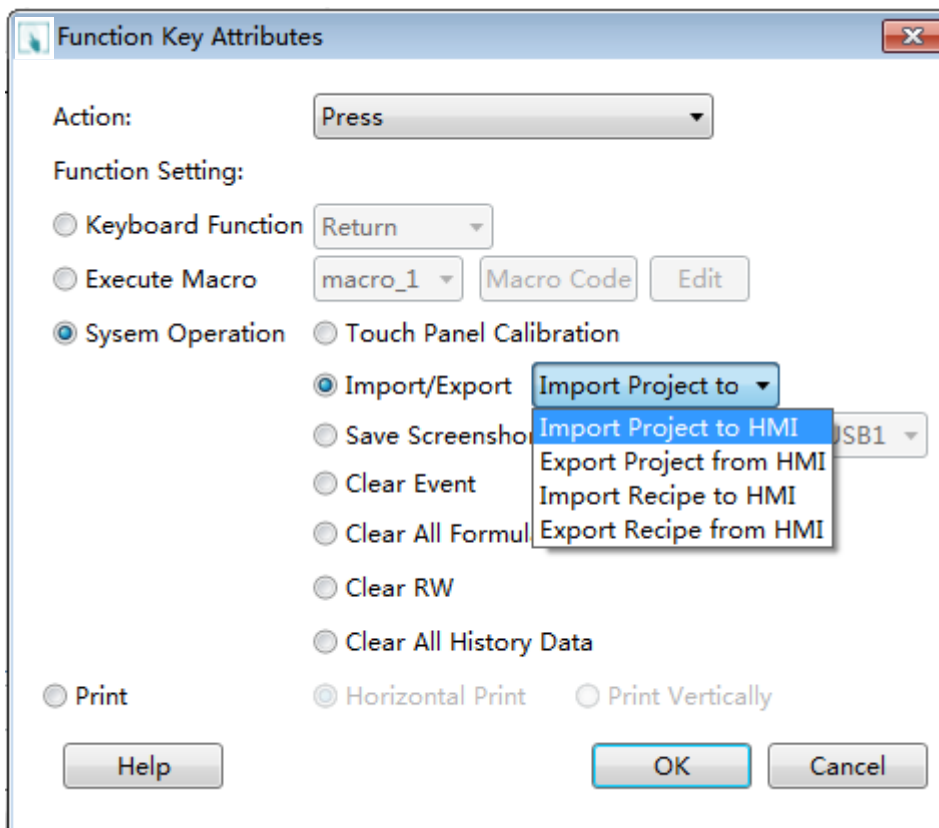 Function Key Attributes
Action: Press
Function Setting:
Keyboard Function Return
Execute Macro macro_1 Macro Code Edit
Sysem Operation Touch Panel Calibration
Import/Export Import Project to
Import Project to HMI
Save Screensho USB1
Export Project from HMI
Clear Event
Import Recipe to HMI
Clear All Formul
Export Recipe from HMI
Clear RW
Clear All History Data
Print Horizontal Print Print Vertically
Help OK Cancel